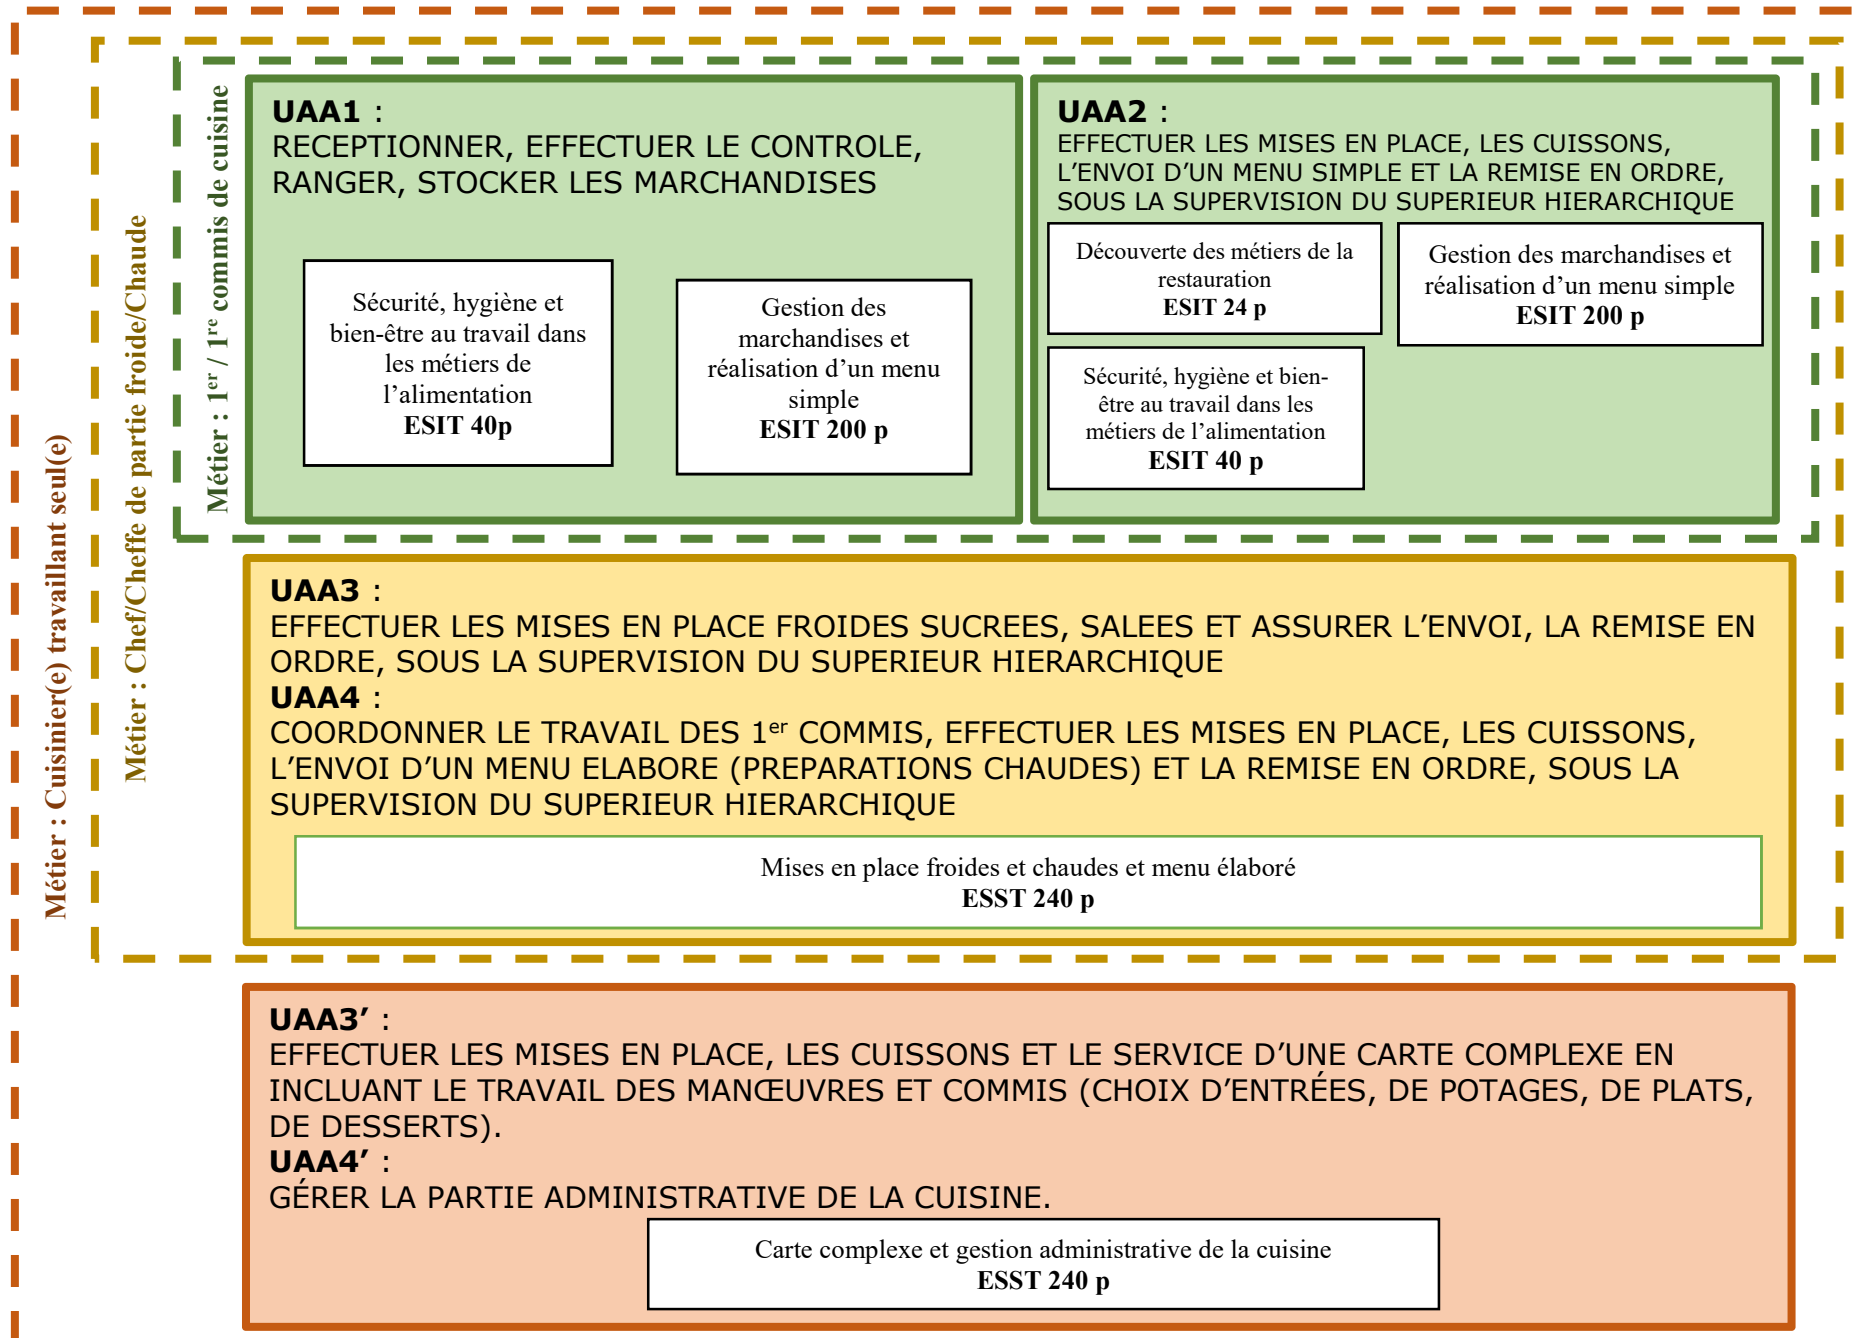 Métier : Cuisinier(e) travaillant seul(e)
Métier : Chef/Cheffe de partie froide/Chaude
Métier : 1er / 1re commis de cuisine
UAA1 :
RECEPTIONNER, EFFECTUER LE CONTROLE,
RANGER, STOCKER LES MARCHANDISES
Sécurité, hygiène et
bien-être au travail dans
les métiers de
l’alimentation
ESIT 40p
Gestion des
marchandises et
réalisation d’un menu
simple
ESIT 200 p
UAA2 :
EFFECTUER LES MISES EN PLACE, LES CUISSONS,
L’ENVOI D’UN MENU SIMPLE ET LA REMISE EN ORDRE,
SOUS LA SUPERVISION DU SUPERIEUR HIERARCHIQUE
Découverte des métiers de la
restauration
ESIT 24 p
Gestion des marchandises et
réalisation d’un menu simple
ESIT 200 p
Sécurité, hygiène et bien-
être au travail dans les
métiers de l’alimentation
ESIT 40 p
UAA3 :
EFFECTUER LES MISES EN PLACE FROIDES SUCREES, SALEES ET ASSURER L’ENVOI, LA REMISE EN
ORDRE, SOUS LA SUPERVISION DU SUPERIEUR HIERARCHIQUE
UAA4 :
COORDONNER LE TRAVAIL DES 1er COMMIS, EFFECTUER LES MISES EN PLACE, LES CUISSONS,
L’ENVOI D’UN MENU ELABORE (PREPARATIONS CHAUDES) ET LA REMISE EN ORDRE, SOUS LA
SUPERVISION DU SUPERIEUR HIERARCHIQUE
Mises en place froides et chaudes et menu élaboré
ESST 240 p
UAA3’ :
EFFECTUER LES MISES EN PLACE, LES CUISSONS ET LE SERVICE D’UNE CARTE COMPLEXE EN
INCLUANT LE TRAVAIL DES MANŒUVRES ET COMMIS (CHOIX D’ENTRÉES, DE POTAGES, DE PLATS,
DE DESSERTS).
UAA4’ :
GÉRER LA PARTIE ADMINISTRATIVE DE LA CUISINE.
Carte complexe et gestion administrative de la cuisine
ESST 240 p